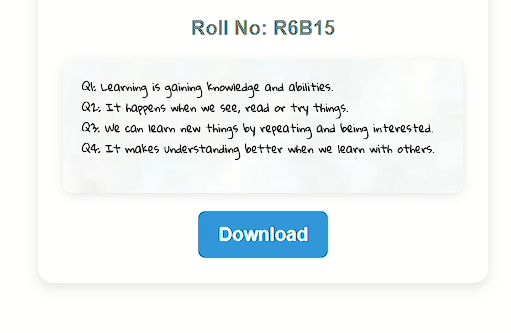 Roll No: R6B15
Q1. Learning is gaining knowledge and abilities.
Q2. It happens when we see, read or try things.
Q3. We can learn new things by repeating and being interested.
Q4. It makes understanding better when we learn with others.
Download